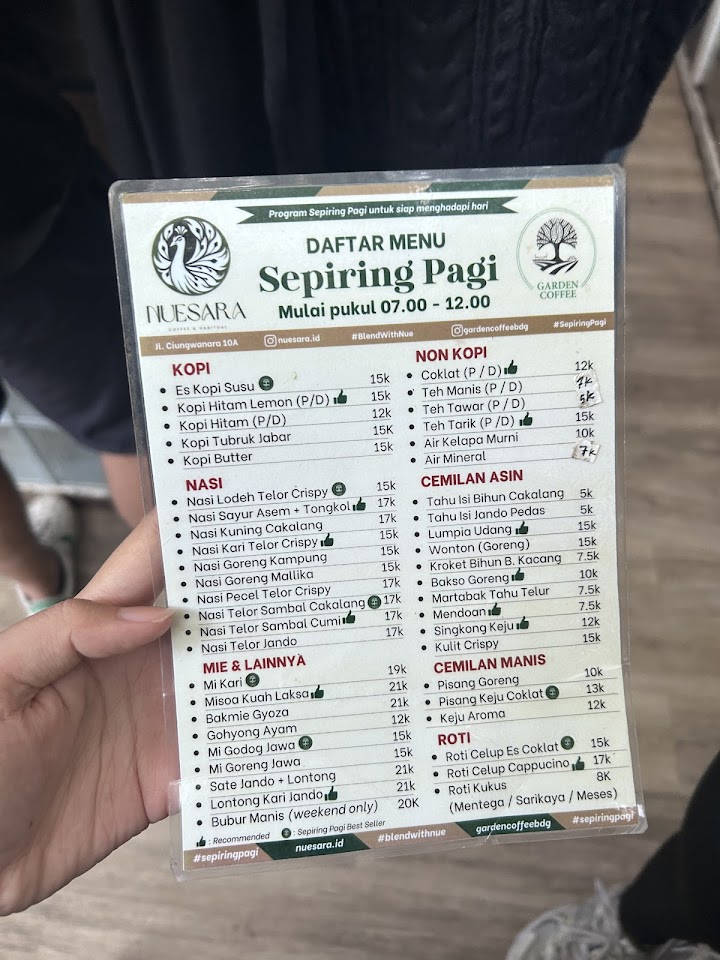 Program Sepiring Pagi untuk siap menghadapi hari
DAFTAR MENU
Sepiring Pagi
Mulai pukul 07.00 - 12.00
NUESARA
COFFEE & HABITUAL
GARDEN
COFFEE
Jl. Ciungwanara 10A nuesara.id #BlendWithNue gardencoffeebdg #SepiringPagi
KOPI
• Es Kopi Susu 15k
• Kopi Hitam Lemon (P/D) 15k
• Kopi Hitam (P/D) 12k
• Kopi Tubruk Jabar 15K
• Kopi Butter 15k
NASI
• Nasi Lodeh Telor Crispy 15k
• Nasi Sayur Asem + Tongkol 17k
• Nasi Kuning Cakalang 17k
• Nasi Kari Telor Crispy 15k
• Nasi Goreng Kampung 15k
• Nasi Goreng Mallika 15k
• Nasi Pecel Telor Crispy 17k
• Nasi Telor Sambal Cakalang 17k
• Nasi Telor Sambal Cumi 17k
• Nasi Telor Jando 17k
MIE & LAINNYA
• Mi Kari 19k
• Misoa Kuah Laksa 21k
• Bakmie Gyoza 21k
• Gohyong Ayam 12k
• Mi Godog Jawa 15k
• Mi Goreng Jawa 15k
• Sate Jando + Lontong 21k
• Lontong Kari Jando 21k
• Bubur Manis (weekend only) 20K
NON KOPI
• Coklat (P / D) 12k
• Teh Manis (P / D) 7k
• Teh Tawar (P / D) 5k
• Teh Tarik (P / D) 15k
• Air Kelapa Murni 10k
• Air Mineral 7k
CEMILAN ASIN
• Tahu Isi Bihun Cakalang 5k
• Tahu Isi Jando Pedas 5k
• Lumpia Udang 15k
• Wonton (Goreng) 15k
• Kroket Bihun B. Kacang 7.5k
• Bakso Goreng 10k
• Martabak Tahu Telur 7.5k
• Mendoan 7.5k
• Singkong Keju 12k
• Kulit Crispy 15k
CEMILAN MANIS
• Pisang Goreng 10k
• Pisang Keju Coklat 13k
• Keju Aroma 12k
ROTI
• Roti Celup Es Coklat 15k
• Roti Celup Cappucino 17k
• Roti Kukus 8K
(Mentega / Sarikaya / Meses)
: Recommended : Sepiring Pagi Best Seller
#sepiringpagi nuesara.id #blendwithnue gardencoffeebdg #sepiringpagi